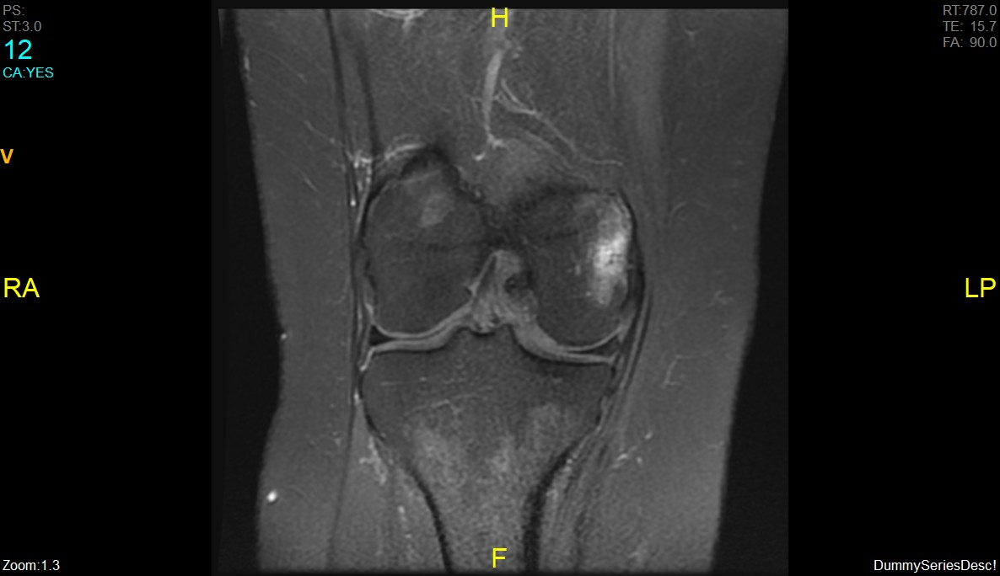 PS:
ST:3.0
12
CA:YES
RT:787.0
TE: 15.7
FA: 90.0
H
V
RA
LP
F
Zoom:1.3
DummySeriesDesc!